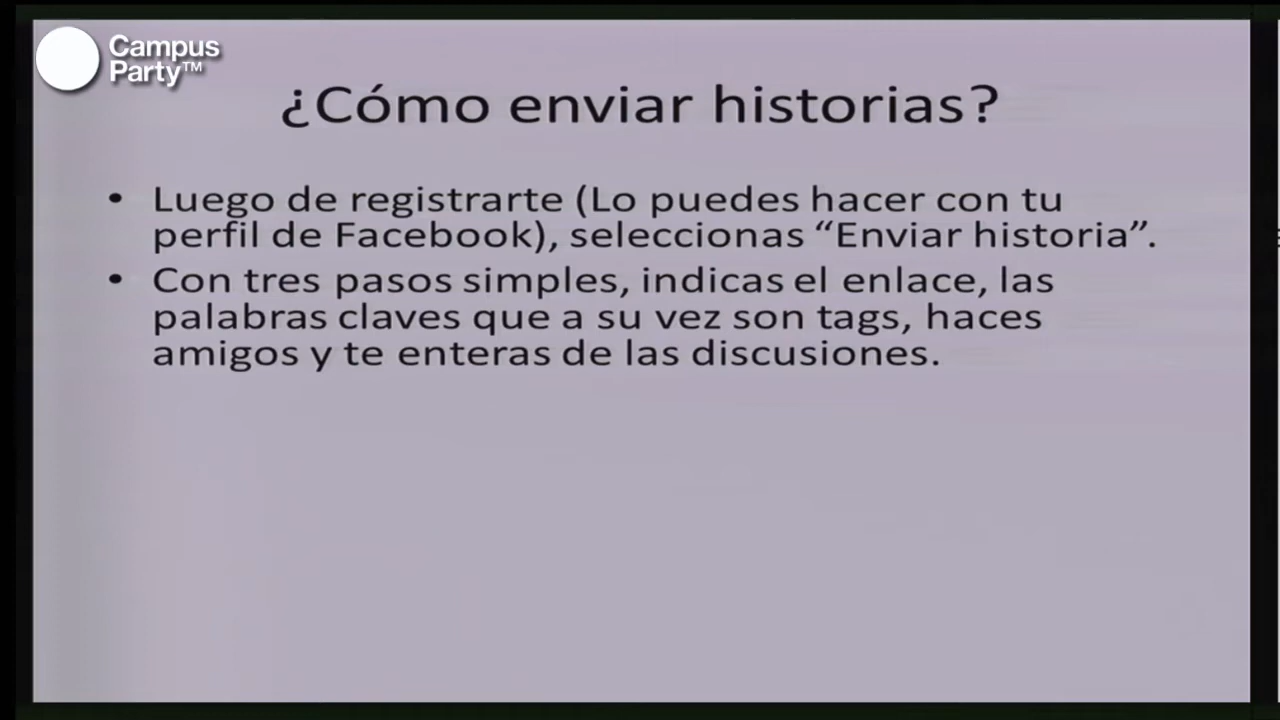 Campus
Party™
¿Cómo enviar historias?
• Luego de registrarte (Lo puedes hacer con tu
perfil de Facebook), seleccionas “Enviar historia”.
• Con tres pasos simples, indicas el enlace, las
palabras claves que a su vez son tags, haces
amigos y te enteras de las discusiones.